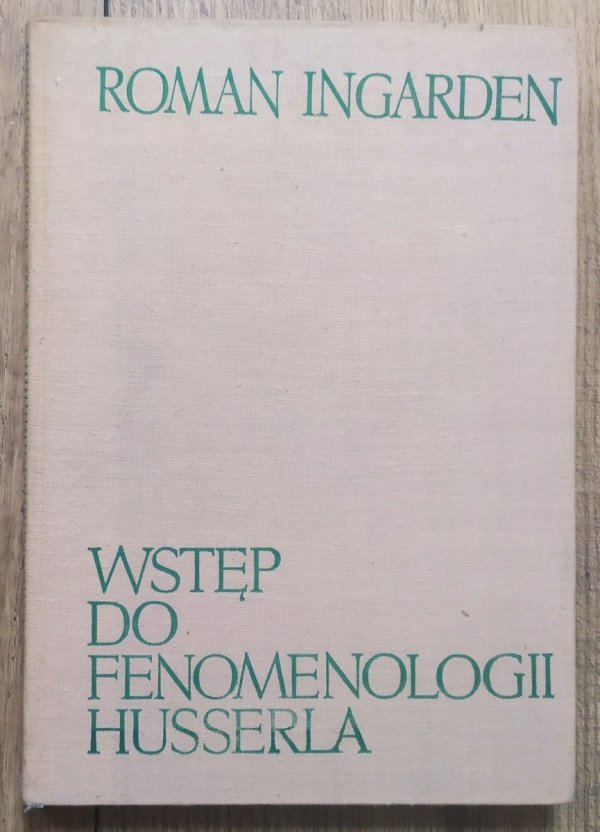 ROMAN INGARDEN
WSTĘP
DO
FENOMENOLOGII
HUSSERLA